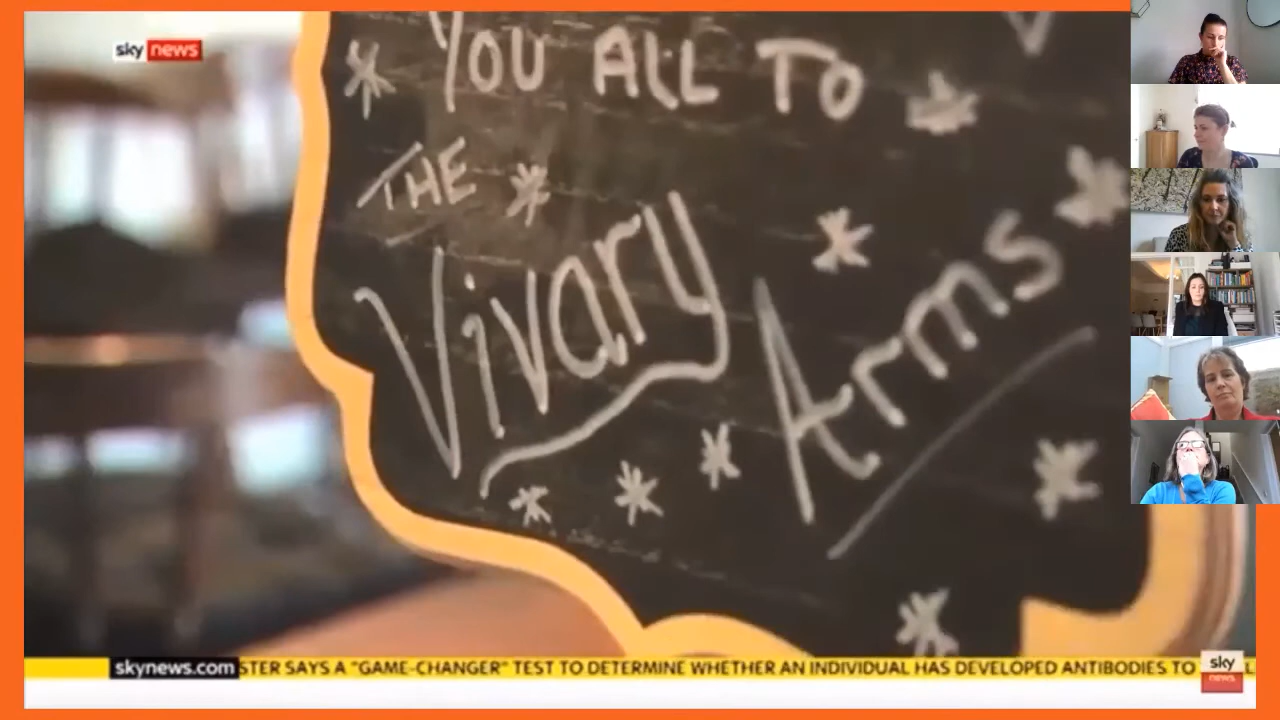 sky news
YOU ALL TO
THE
Vivary
Arms
skynews.com
STER SAYS A "GAME-CHANGER" TEST TO DETERMINE WHETHER AN INDIVIDUAL HAS DEVELOPED ANTIBODIES TO
sky
news